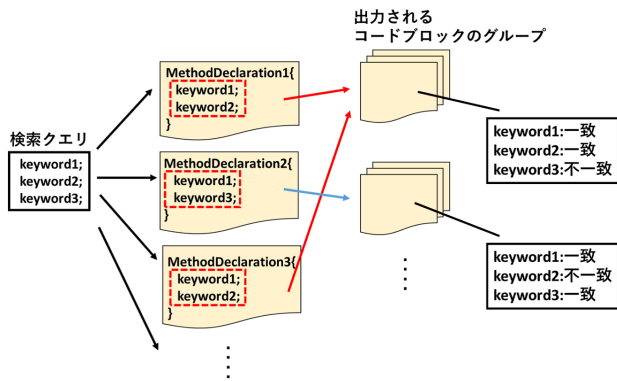 出力される
コードブロックのグループ
MethodDeclaration1{
keyword1;
keyword2;
}
検索クエリ
keyword1;
keyword2;
keyword3;
MethodDeclaration2{
keyword1;
keyword3;
}
MethodDeclaration3{
keyword1;
keyword2;
}
keyword1:一致
keyword2:一致
keyword3:不一致
keyword1:一致
keyword2:不一致
keyword3:一致